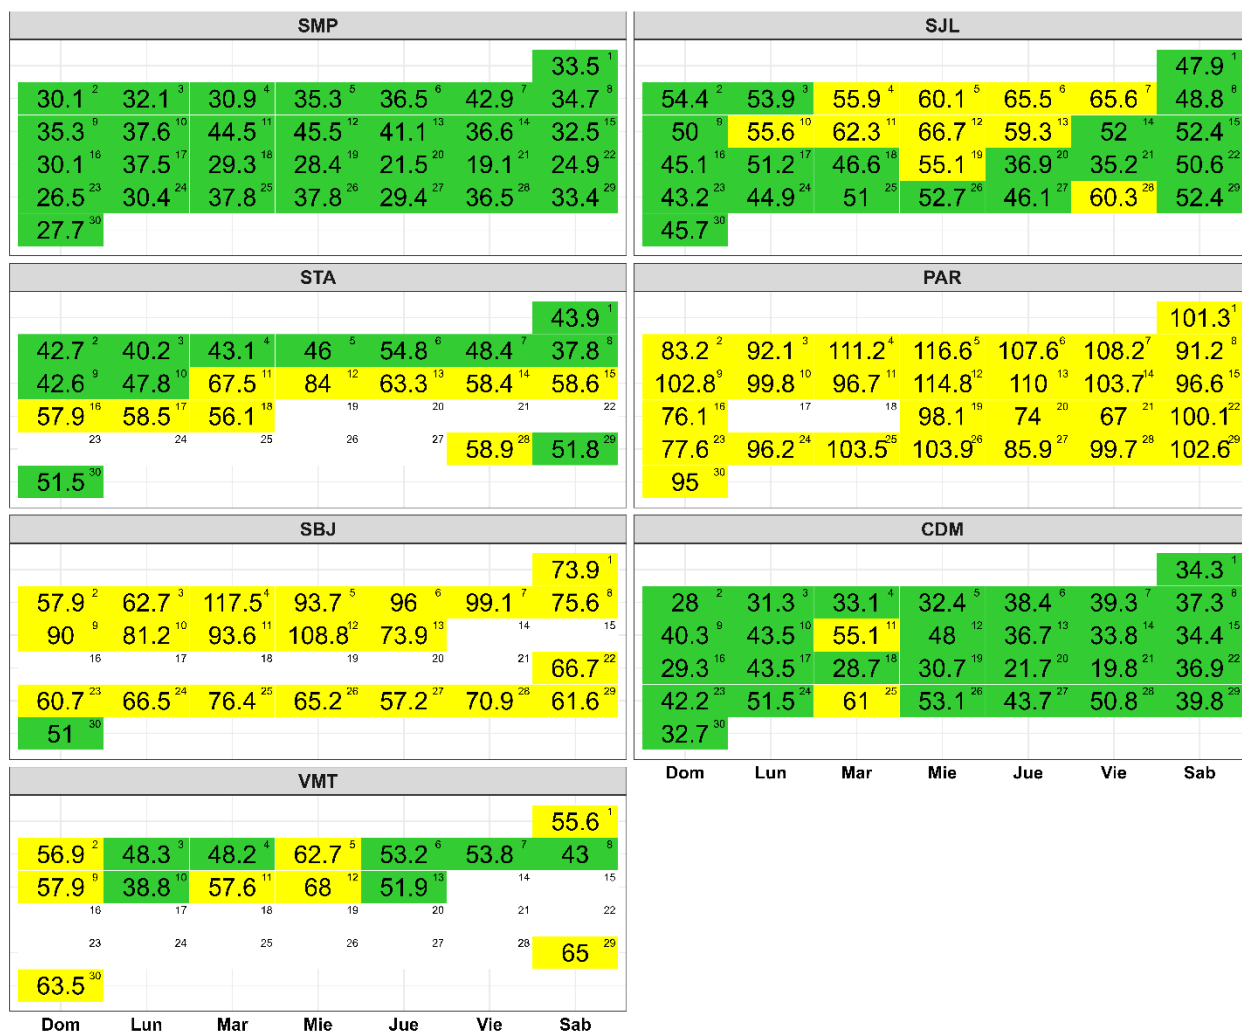 SMP
33.5 1
30.1 2 32.1 3 30.9 4 35.3 5 36.5 6 42.9 7 34.7 8
35.3 9 37.6 10 44.5 11 45.5 12 41.1 13 36.6 14 32.5 15
30.1 16 37.5 17 29.3 18 28.4 19 21.5 20 19.1 21 24.9 22
26.5 23 30.4 24 37.8 25 37.8 26 29.4 27 36.5 28 33.4 29
27.7 30
SJL
47.9 1
54.4 2 53.9 3 55.9 4 60.1 5 65.5 6 65.6 7 48.8 8
50 9 55.6 10 62.3 11 66.7 12 59.3 13 52 14 52.4 15
45.1 16 51.2 17 46.6 18 55.1 19 36.9 20 35.2 21 50.6 22
43.2 23 44.9 24 51 25 52.7 26 46.1 27 60.3 28 52.4 29
45.7 30
STA
43.9 1
42.7 2 40.2 3 43.1 4 46 5 54.8 6 48.4 7 37.8 8
42.6 9 47.8 10 67.5 11 84 12 63.3 13 58.4 14 58.6 15
57.9 16 58.5 17 56.1 18 19 20 21 22
23 24 25 26 27 58.9 28 51.8 29
51.5 30
PAR
101.3 1
83.2 2 92.1 3 111.2 4 116.6 5 107.6 6 108.2 7 91.2 8
102.8 9 99.8 10 96.7 11 114.8 12 110 13 103.7 14 96.6 15
76.1 16 17 18 98.1 19 74 20 67 21 100.1 22
77.6 23 96.2 24 103.5 25 103.9 26 85.9 27 99.7 28 102.6 29
95 30
SBJ
73.9 1
57.9 2 62.7 3 117.5 4 93.7 5 96 6 99.1 7 75.6 8
90 9 81.2 10 93.6 11 108.8 12 73.9 13 14 15
16 17 18 19 20 21 66.7 22
60.7 23 66.5 24 76.4 25 65.2 26 57.2 27 70.9 28 61.6 29
51 30
CDM
34.3 1
28 2 31.3 3 33.1 4 32.4 5 38.4 6 39.3 7 37.3 8
40.3 9 43.5 10 55.1 11 48 12 36.7 13 33.8 14 34.4 15
29.3 16 43.5 17 28.7 18 30.7 19 21.7 20 19.8 21 36.9 22
42.2 23 51.5 24 61 25 53.1 26 43.7 27 50.8 28 39.8 29
32.7 30
Dom Lun Mar Mie Jue Vie Sab
VMT
55.6 1
56.9 2 48.3 3 48.2 4 62.7 5 53.2 6 53.8 7 43 8
57.9 9 38.8 10 57.6 11 68 12 51.9 13 14 15
16 17 18 19 20 21 22
23 24 25 26 27 28 65 29
63.5 30
Dom Lun Mar Mie Jue Vie Sab